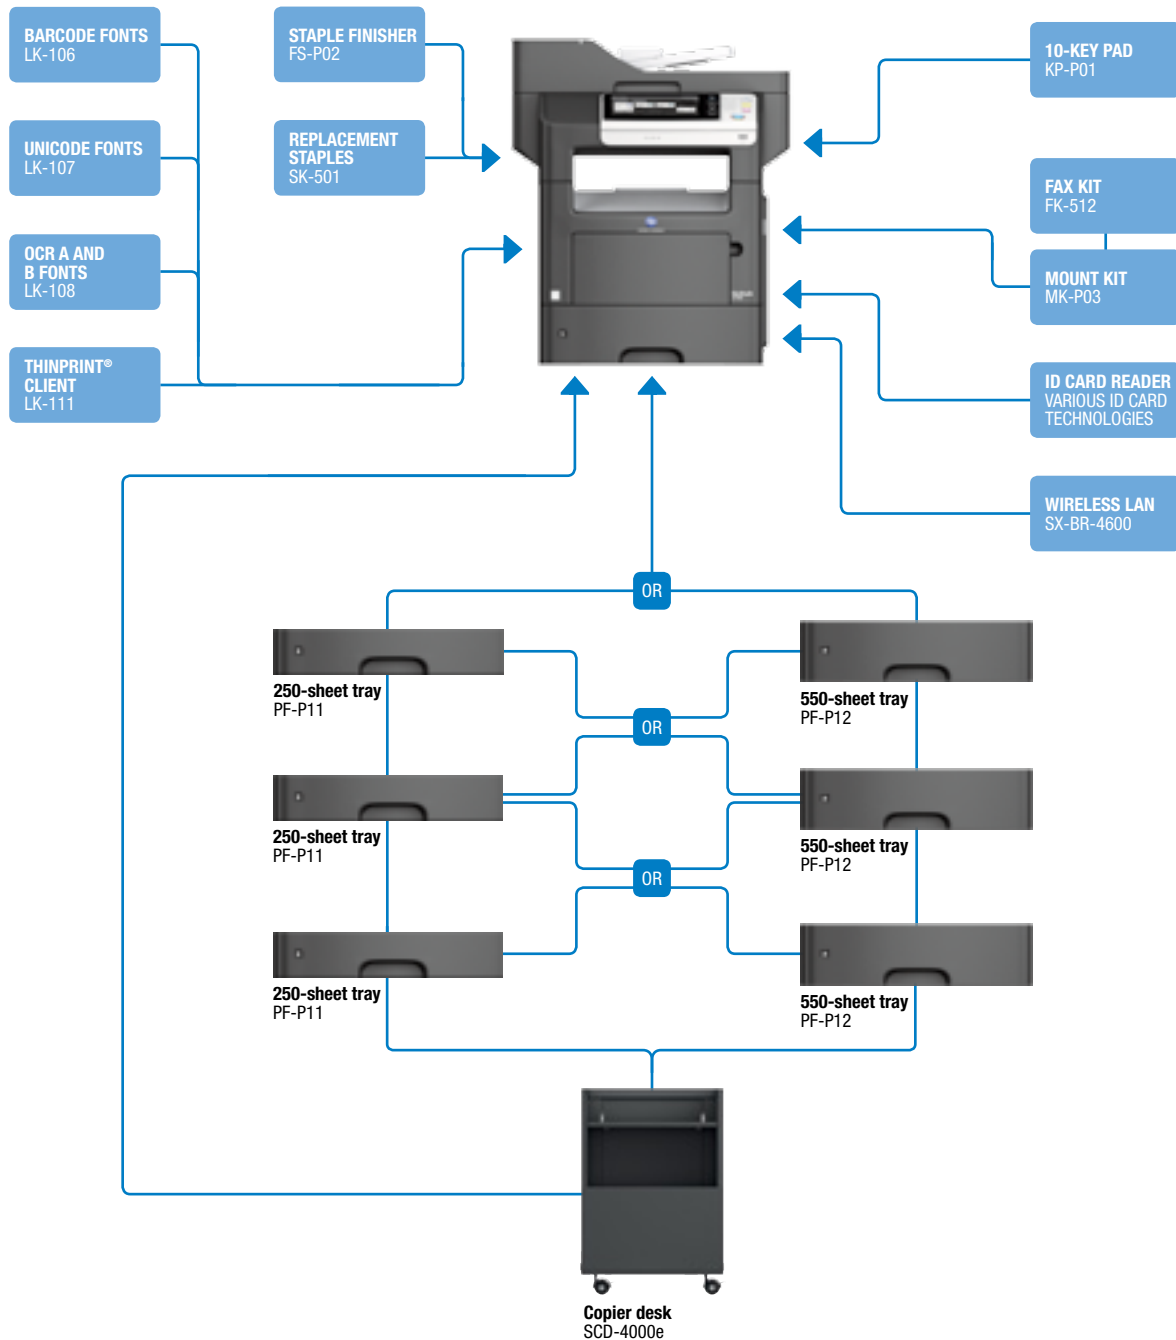 BARCODE FONTS
LK-106
UNICODE FONTS
LK-107
OCR A AND
B FONTS
LK-108
THINPRINT®
CLIENT
LK-111
STAPLE FINISHER
FS-P02
REPLACEMENT
STAPLES
SK-501
10-KEY PAD
KP-P01
FAX KIT
FK-512
MOUNT KIT
MK-P03
ID CARD READER
VARIOUS ID CARD
TECHNOLOGIES
WIRELESS LAN
SX-BR-4600
OR
250-sheet tray
PF-P11
550-sheet tray
PF-P12
OR
250-sheet tray
PF-P11
550-sheet tray
PF-P12
OR
250-sheet tray
PF-P11
550-sheet tray
PF-P12
Copier desk
SCD-4000e